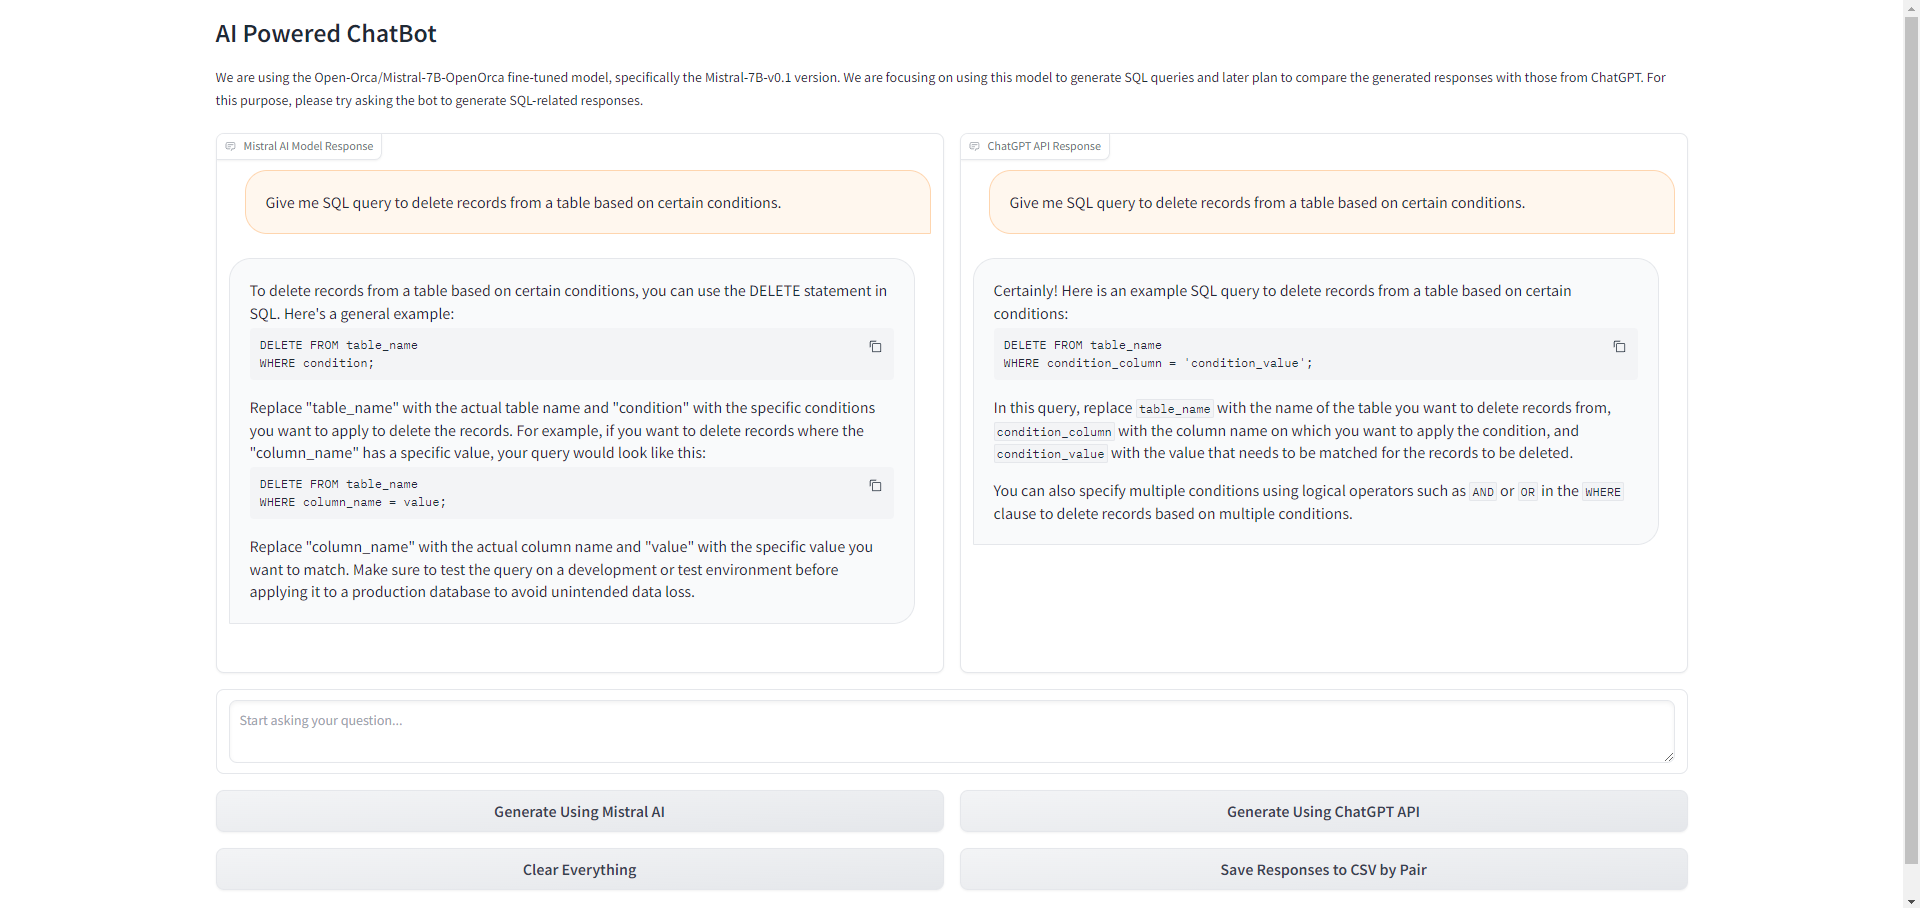 AI Powered ChatBot
We are using the Open-Orca/Mistral-7B-OpenOrca fine-tuned model, specifically the Mistral-7B-v0.1 version. We are focusing on using this model to generate SQL queries and later plan to compare the generated responses with those from ChatGPT. For
this purpose, please try asking the bot to generate SQL-related responses.
Mistral AI Model Response
Give me SQL query to delete records from a table based on certain conditions.
To delete records from a table based on certain conditions, you can use the DELETE statement in
SQL. Here's a general example:
DELETE FROM table_name
WHERE condition;
Replace "table_name" with the actual table name and "condition" with the specific conditions
you want to apply to delete the records. For example, if you want to delete records where the
"column_name" has a specific value, your query would look like this:
DELETE FROM table_name
WHERE column_name = value;
Replace "column_name" with the actual column name and "value" with the specific value you
want to match. Make sure to test the query on a development or test environment before
applying it to a production database to avoid unintended data loss.
ChatGPT API Response
Give me SQL query to delete records from a table based on certain conditions.
Certainly! Here is an example SQL query to delete records from a table based on certain
conditions:
DELETE FROM table_name
WHERE condition_column = 'condition_value';
In this query, replace table_name with the name of the table you want to delete records from,
condition_column with the column name on which you want to apply the condition, and
condition_value with the value that needs to be matched for the records to be deleted.
You can also specify multiple conditions using logical operators such as AND or OR in the WHERE
clause to delete records based on multiple conditions.
Start asking your question...
Generate Using Mistral AI
Generate Using ChatGPT API
Clear Everything
Save Responses to CSV by Pair